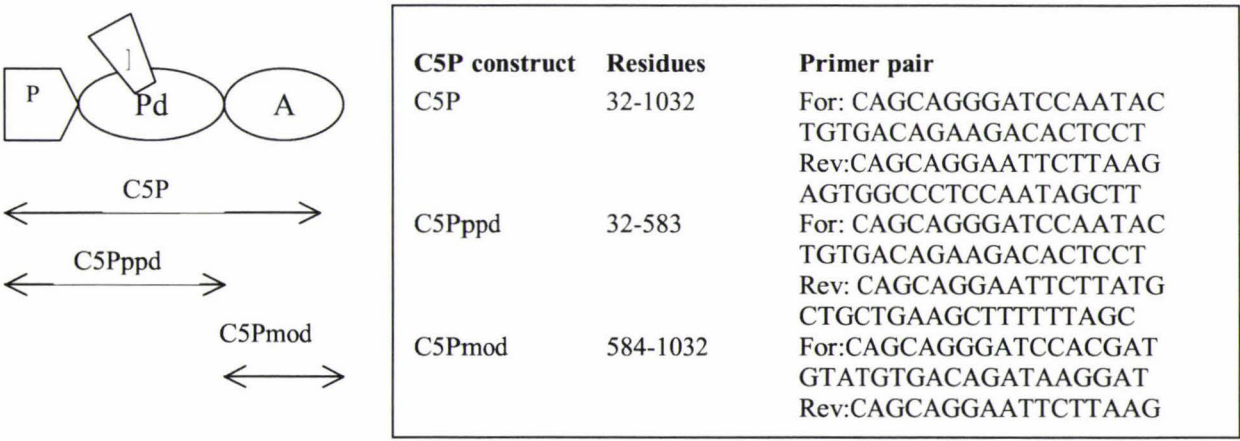 P
]
Pd
A
C5P
C5Pppd
C5Pmod
C5P construct Residues Primer pair
C5P 32-1032 For: CAGCAGGGATCCAATAC
TGTGACAGAAGACACTCCT
Rev:CAGCAGGAATTCTTAAG
AGTGGCCCTCCAATAGCTT
C5Pppd 32-583 For: CAGCAGGGATCCAATAC
TGTGACAGAAGACACTCCT
Rev: CAGCAGGAATTCTTATG
CTGCTGAAGCTTTTTTAGC
C5Pmod 584-1032 For:CAGCAGGGATCCACGAT
GTATGTGACAGATAAGGAT
Rev:CAGCAGGAATTCTTAAG